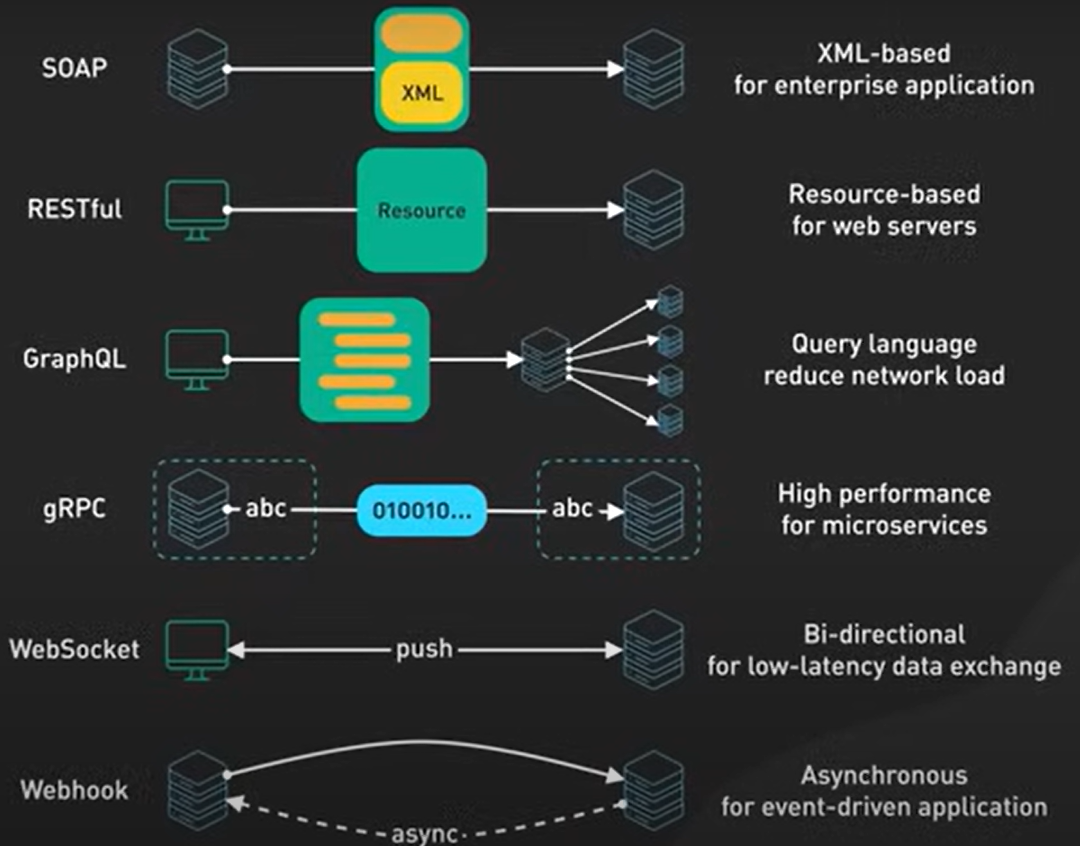 SOAP
XML
XML-based
for enterprise application
RESTful
Resource
Resource-based
for web servers
GraphQL
Query language
reduce network load
gRPC
abc
010010...
abc
High performance
for microservices
WebSocket
push
Bi-directional
for low-latency data exchange
Webhook
async
Asynchronous
for event-driven application